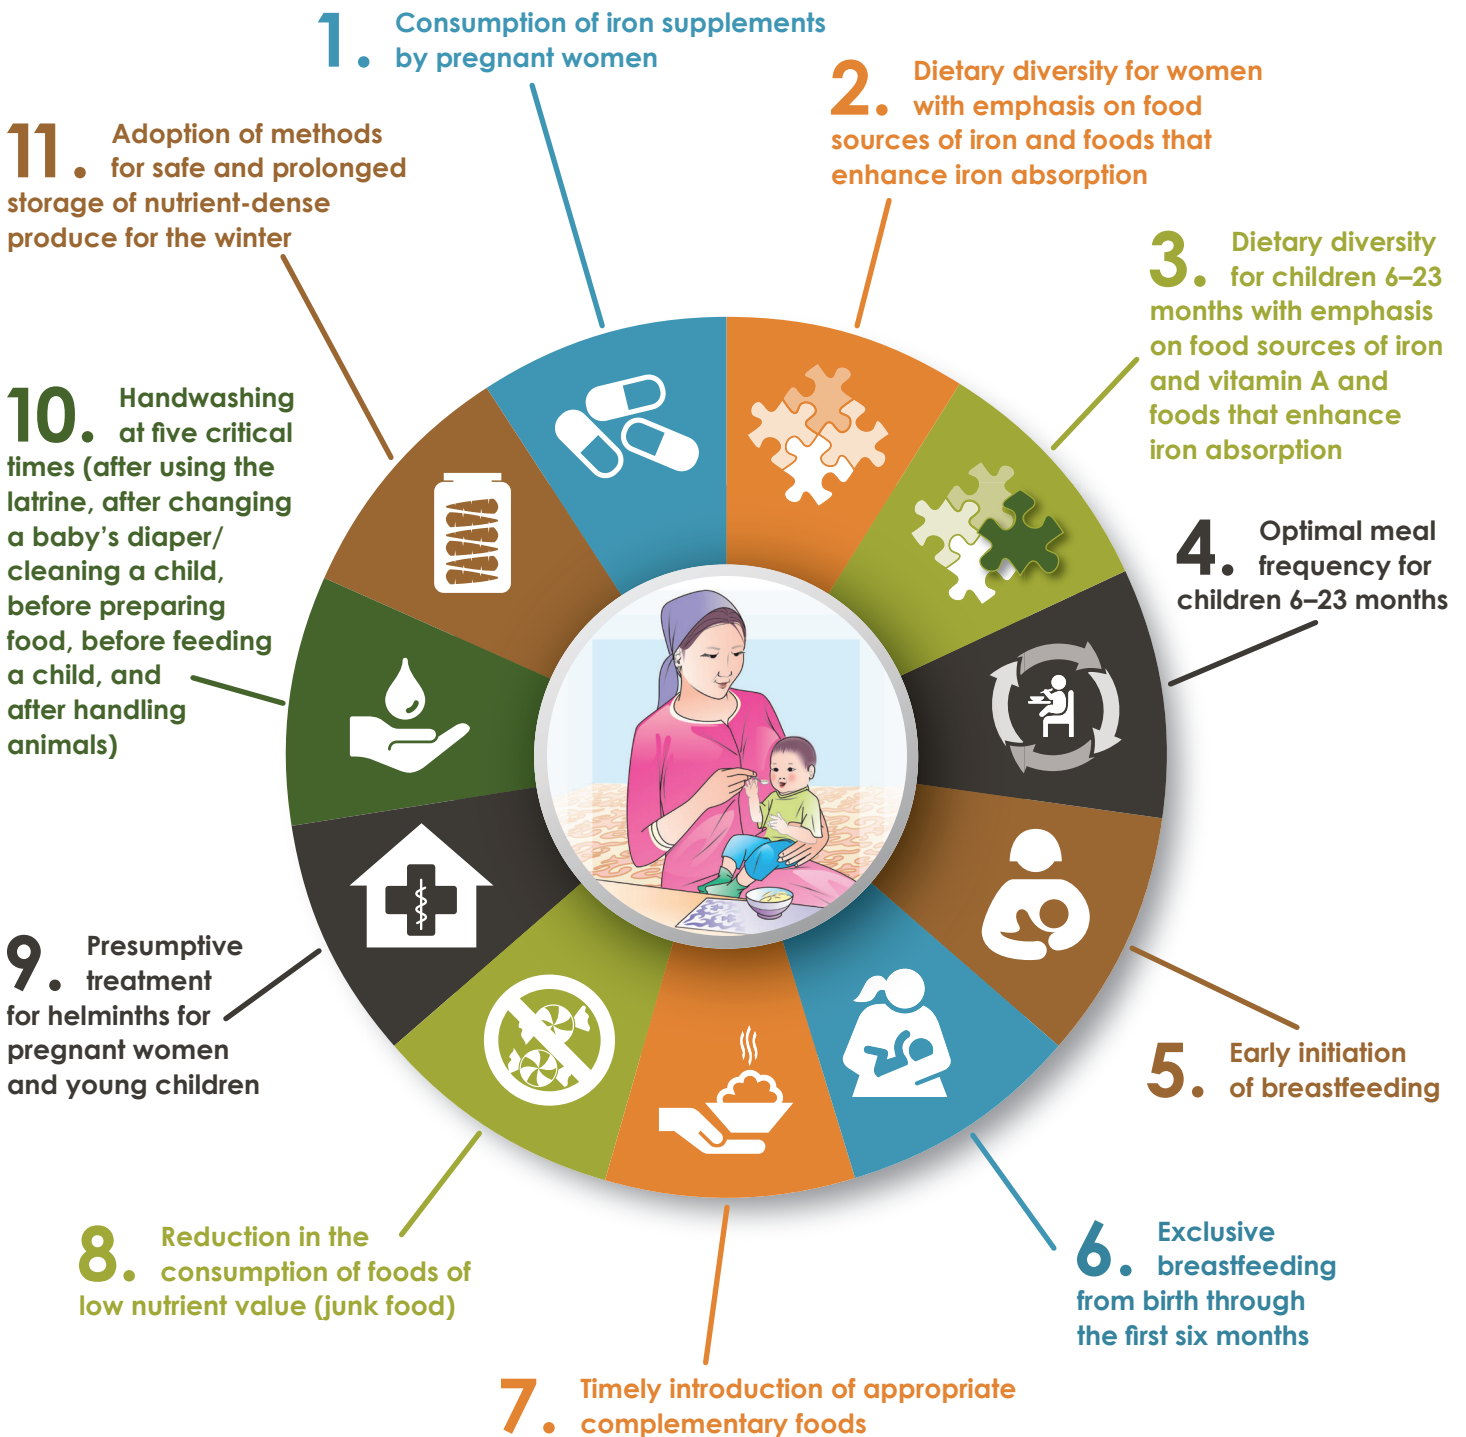 1. Consumption of iron supplements
by pregnant women
2. Dietary diversity for women
with emphasis on food
sources of iron and foods that
enhance iron absorption
3. Dietary diversity
for children 6–23
months with emphasis
on food sources of iron
and vitamin A and
foods that enhance
iron absorption
4. Optimal meal
frequency for
children 6–23 months
5. Early initiation
of breastfeeding
6. Exclusive
breastfeeding
from birth through
the first six months
7. Timely introduction of appropriate
complementary foods
8. Reduction in the
consumption of foods of
low nutrient value (junk food)
9. Presumptive
treatment
for helminths for
pregnant women
and young children
10. Handwashing
at five critical
times (after using the
latrine, after changing
a baby’s diaper/
cleaning a child,
before preparing
food, before feeding
a child, and
after handling
animals)
11. Adoption of methods
for safe and prolonged
storage of nutrient-dense
produce for the winter